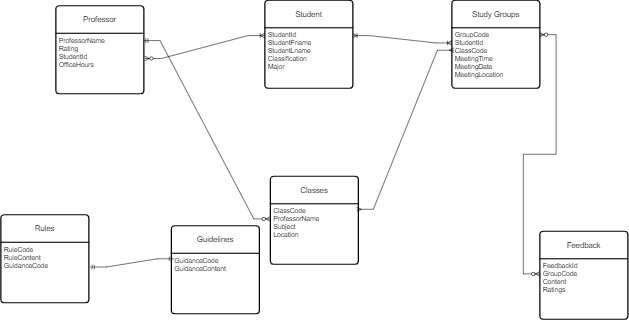 Professor
ProfessorName
Rating
StudentId
OfficeHours
Student
StudentId
StudentFname
StudentLname
Classification
Major
Study Groups
GroupCode
StudentId
ClassCode
MeetingTime
MeetingDate
MeetingLocation
Classes
ClassCode
ProfessorName
Subject
Location
Rules
RuleCode
RuleContent
GuidanceCode
Guidelines
GuidanceCode
GuidanceContent
Feedback
FeedbackId
GroupCode
Content
Ratings